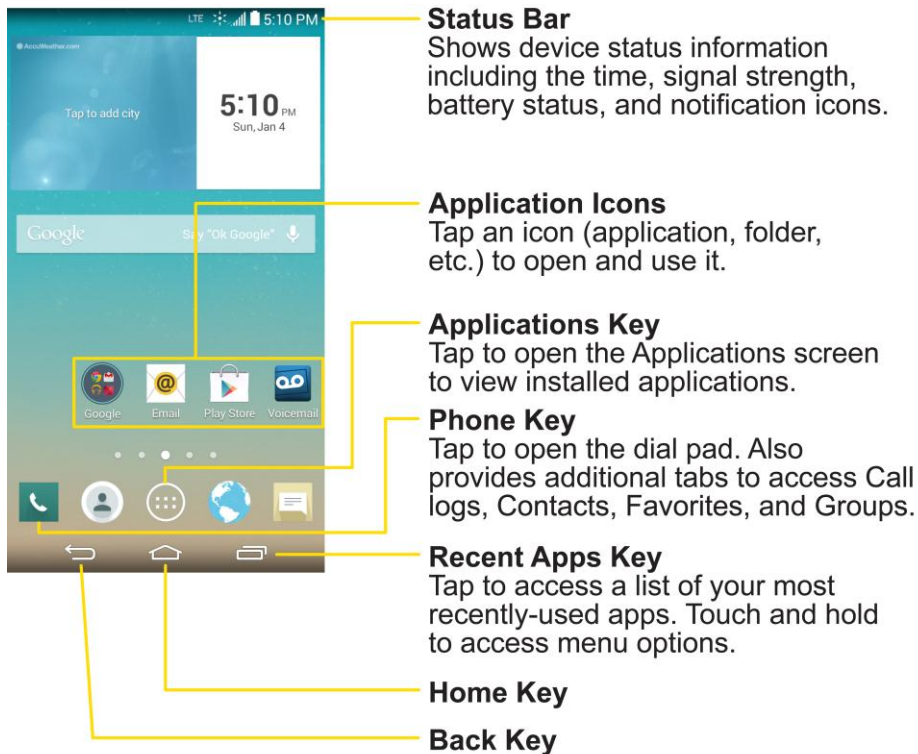 LTE 5:10 PM
AccuWeather.com
Tap to add city
5:10 PM
Sun, Jan 4
Google Say "Ok Google"
Google Email Play Store Voicemail
Status Bar
Shows device status information
including the time, signal strength,
battery status, and notification icons.
Application Icons
Tap an icon (application, folder,
etc.) to open and use it.
Applications Key
Tap to open the Applications screen
to view installed applications.
Phone Key
Tap to open the dial pad. Also
provides additional tabs to access Call
logs, Contacts, Favorites, and Groups.
Recent Apps Key
Tap to access a list of your most
recently-used apps. Touch and hold
to access menu options.
Home Key
Back Key